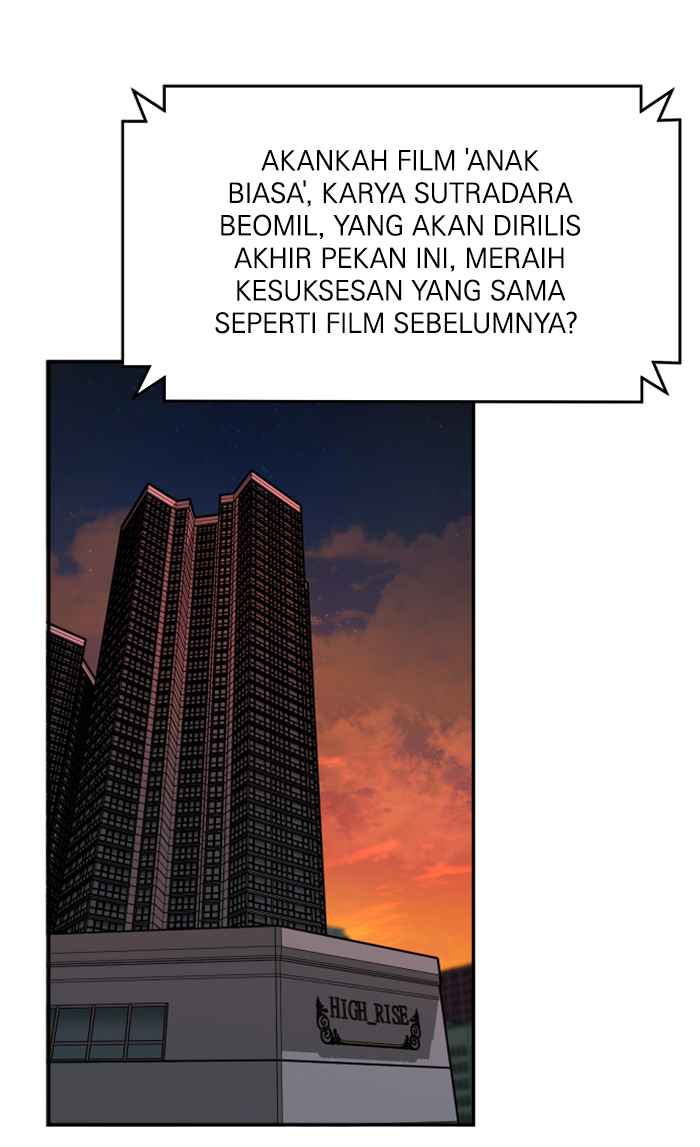 AKANKAH FILM 'ANAK
BIASA', KARYA SUTRADARA
BEOMIL, YANG AKAN DIRILIS
AKHIR PEKAN INI, MERAIH
KESUKSESAN YANG SAMA
SEPERTI FILM SEBELUMNYA?
HIGH_RISE